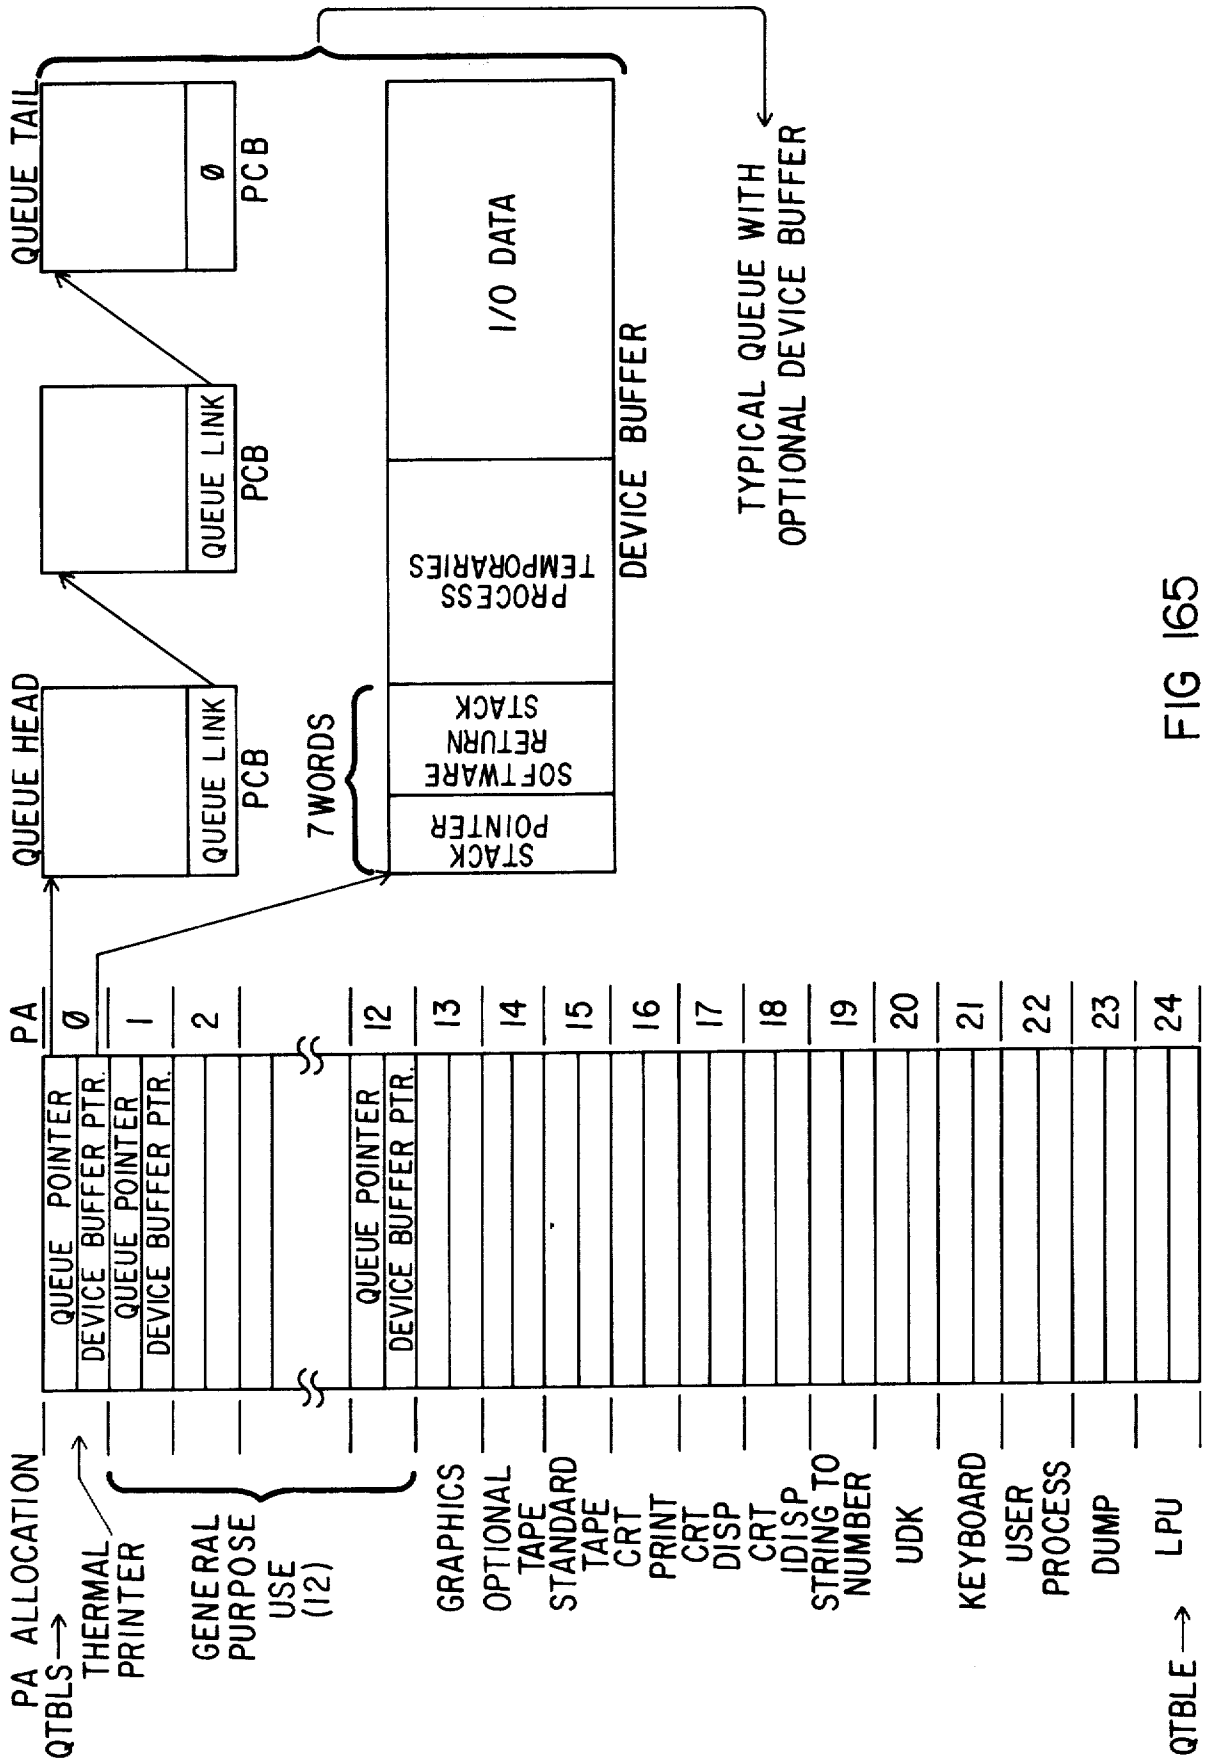 PA ALLOCATION
QTBLS→
THERMAL
PRINTER
GENERAL
PURPOSE
USE
(12)
GRAPHICS
OPTIONAL
TAPE
STANDARD
TAPE
CRT
PRINT
CRT
DISP
CRT
IDISP
STRING TO
NUMBER
UDK
KEYBOARD
USER
PROCESS
DUMP
LPU
QTBLE→
QUEUE POINTER
DEVICE BUFFER PTR.
QUEUE POINTER
DEVICE BUFFER PTR.
QUEUE POINTER
DEVICE BUFFER PTR.
PA
Ø
1
2
12
13
14
15
16
17
18
19
20
21
22
23
24
QUEUE HEAD
QUEUE LINK
PCB
QUEUE LINK
PCB
QUEUE TAIL
Ø
PCB
7 WORDS
STACK
POINTER
SOFTWARE
RETURN
STACK
PROCESS
TEMPORARIES
I/O DATA
DEVICE BUFFER
TYPICAL QUEUE WITH
OPTIONAL DEVICE BUFFER
FIG 165